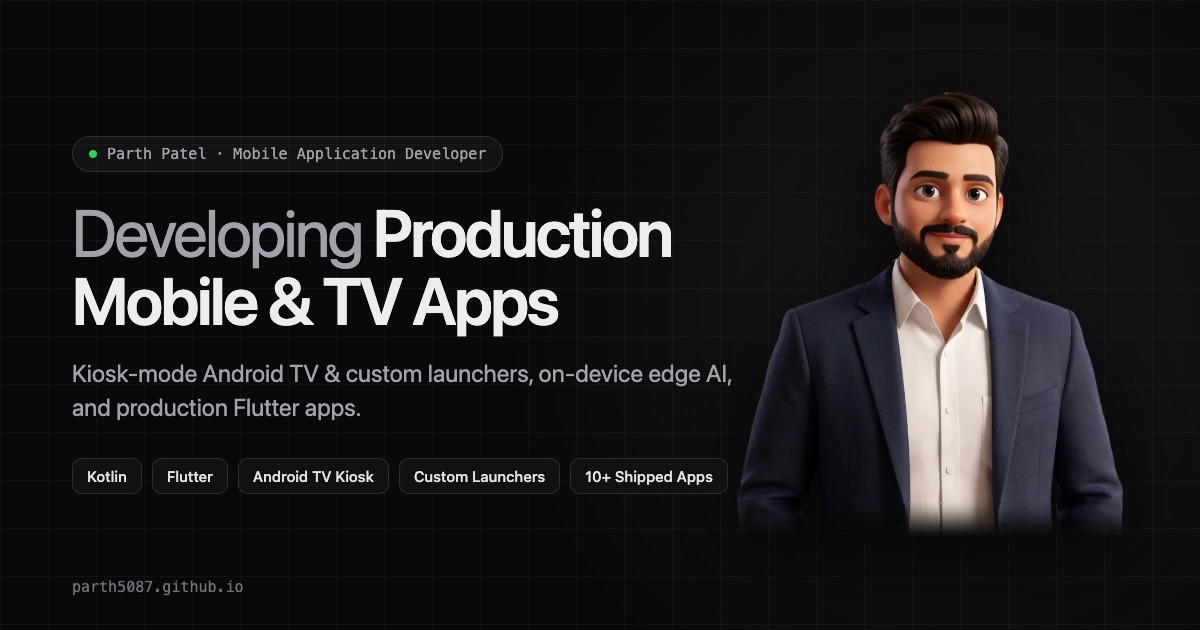 Parth Patel · Mobile Application Developer
Developing Production
Mobile & TV Apps
Kiosk-mode Android TV & custom launchers, on-device edge AI,
and production Flutter apps.
Kotlin
Flutter
Android TV Kiosk
Custom Launchers
10+ Shipped Apps
parth5087.github.io